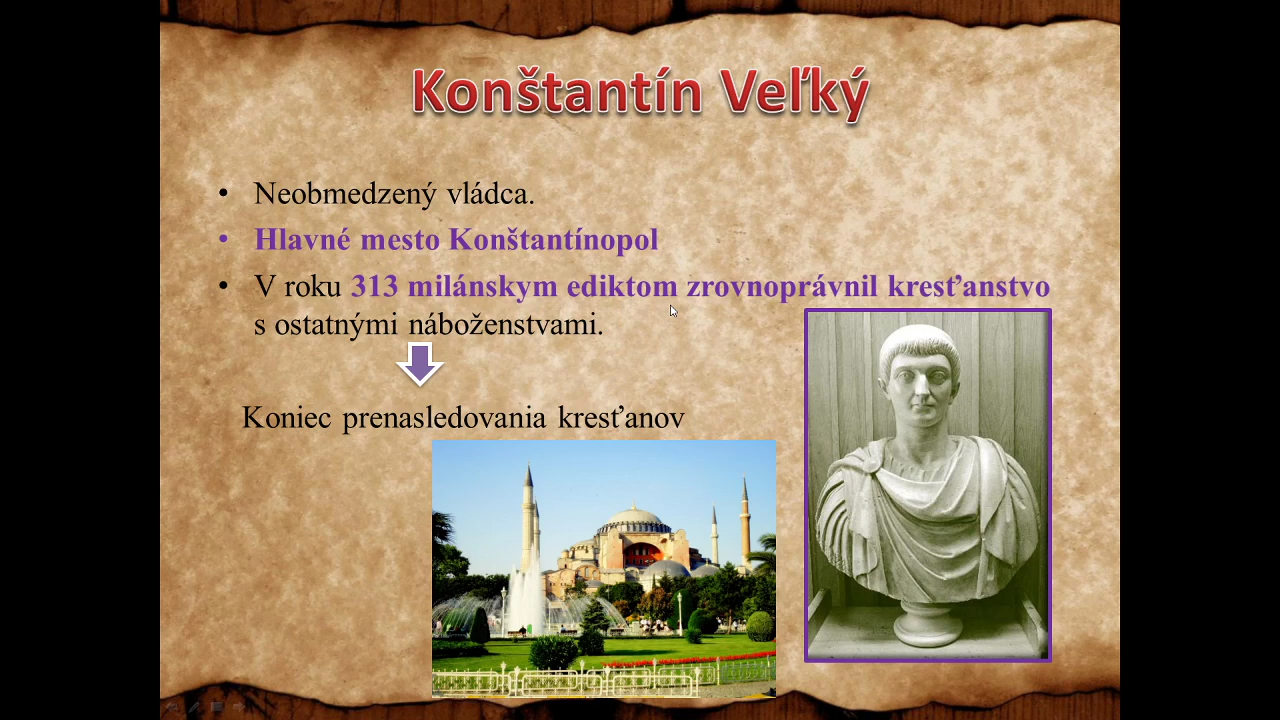 Konštantín Veľký
• Neobmedzený vládca.
• Hlavné mesto Konštantínopol
• V roku 313 milánskym ediktom zrovnoprávnil kresťanstvo
s ostatnými náboženstvami.
Koniec prenasledovania kresťanov